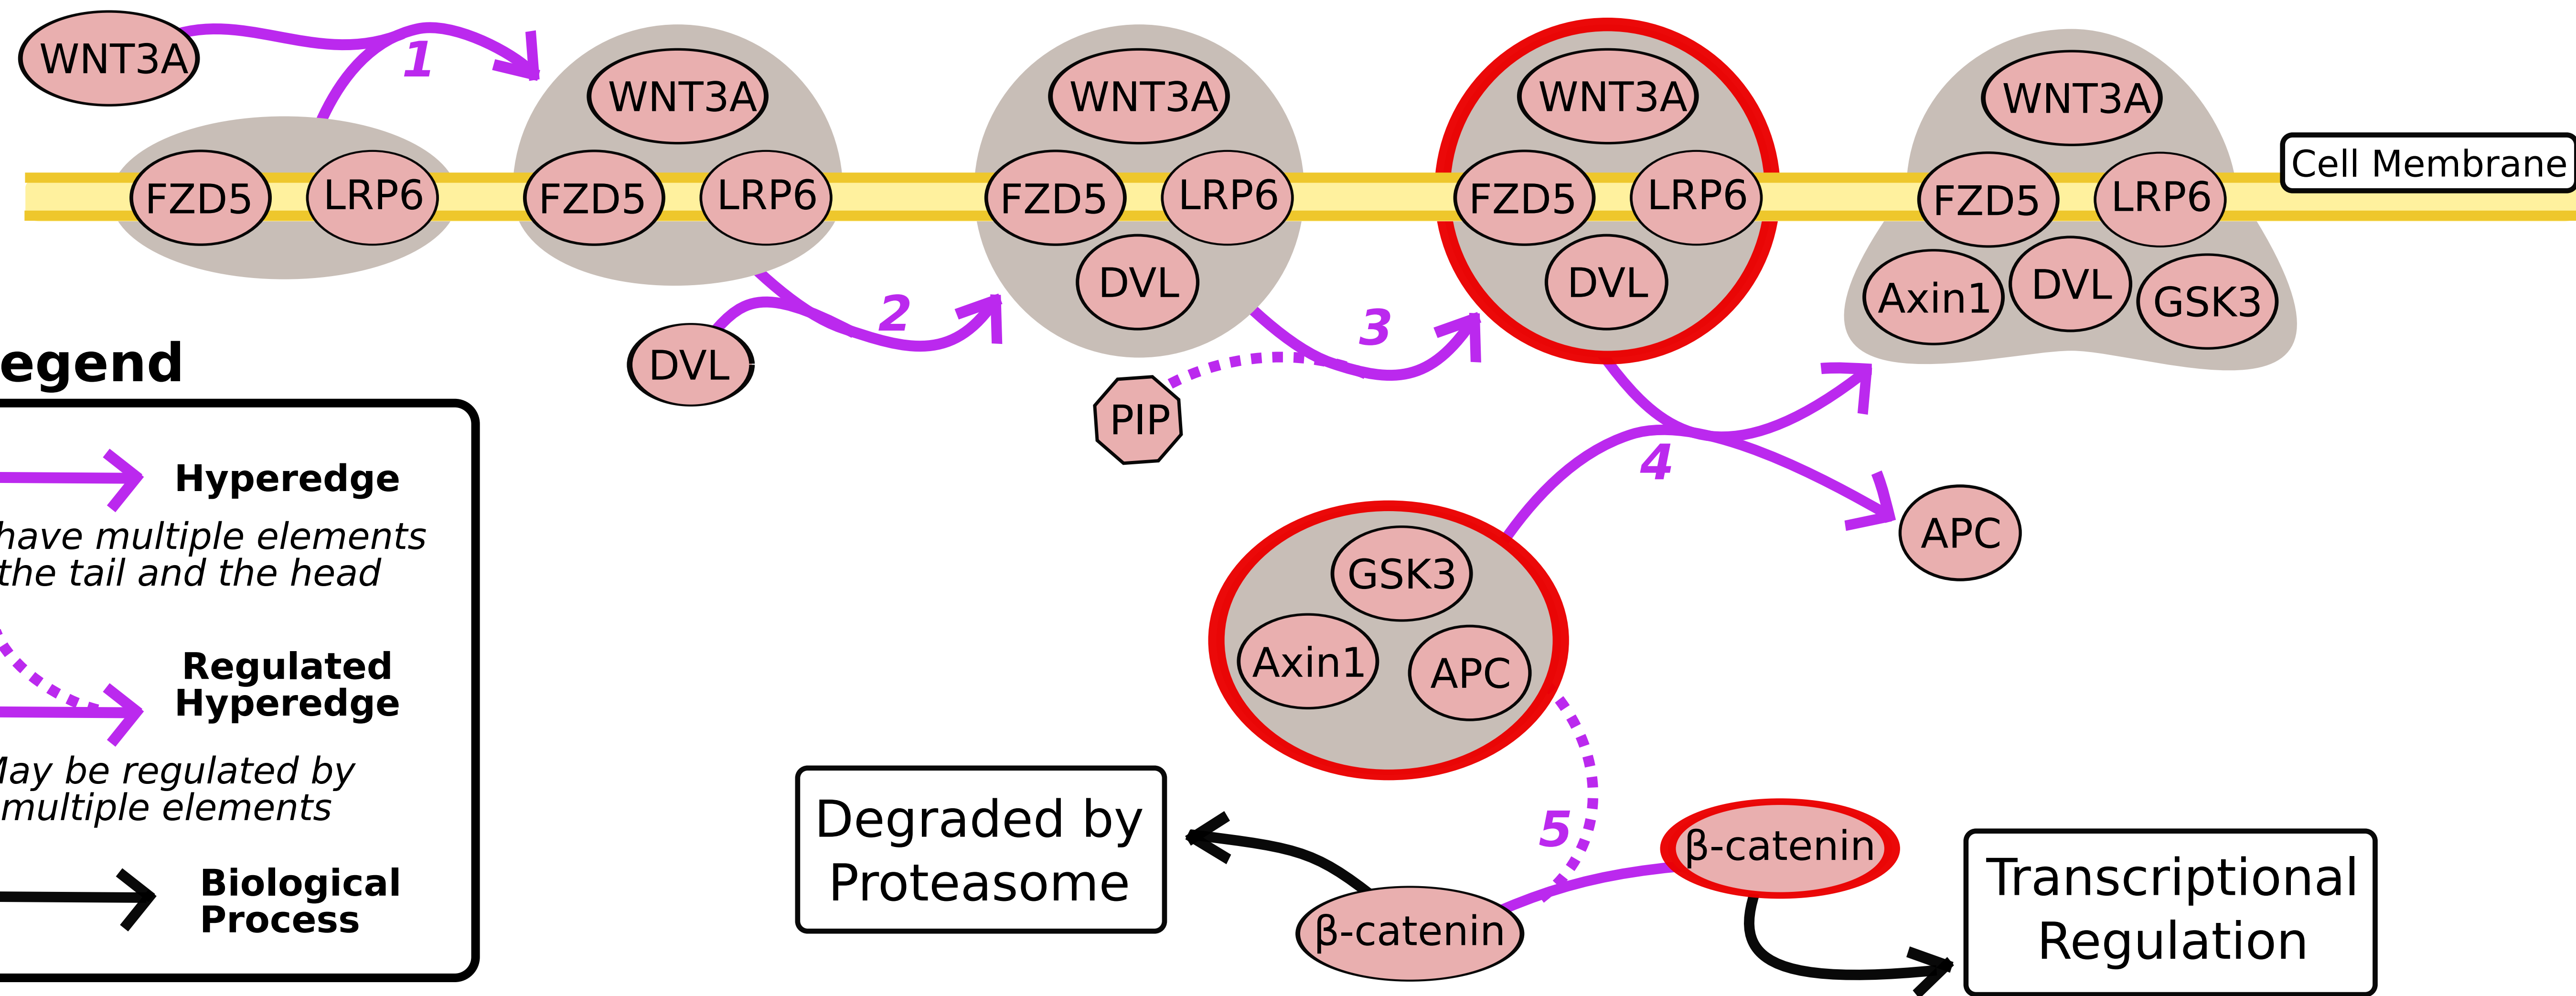 WNT3A
1
FZD5
LRP6
WNT3A
FZD5
LRP6
2
DVL
WNT3A
FZD5
LRP6
DVL
3
PIP
WNT3A
FZD5
LRP6
DVL
4
WNT3A
FZD5
LRP6
Axin1
DVL
GSK3
Cell Membrane
APC
GSK3
Axin1
APC
5
β-catenin
β-catenin
Degraded by
Proteasome
Transcriptional
Regulation
egend
Hyperedge
have multiple elements
the tail and the head
Regulated
Hyperedge
May be regulated by
multiple elements
Biological
Process